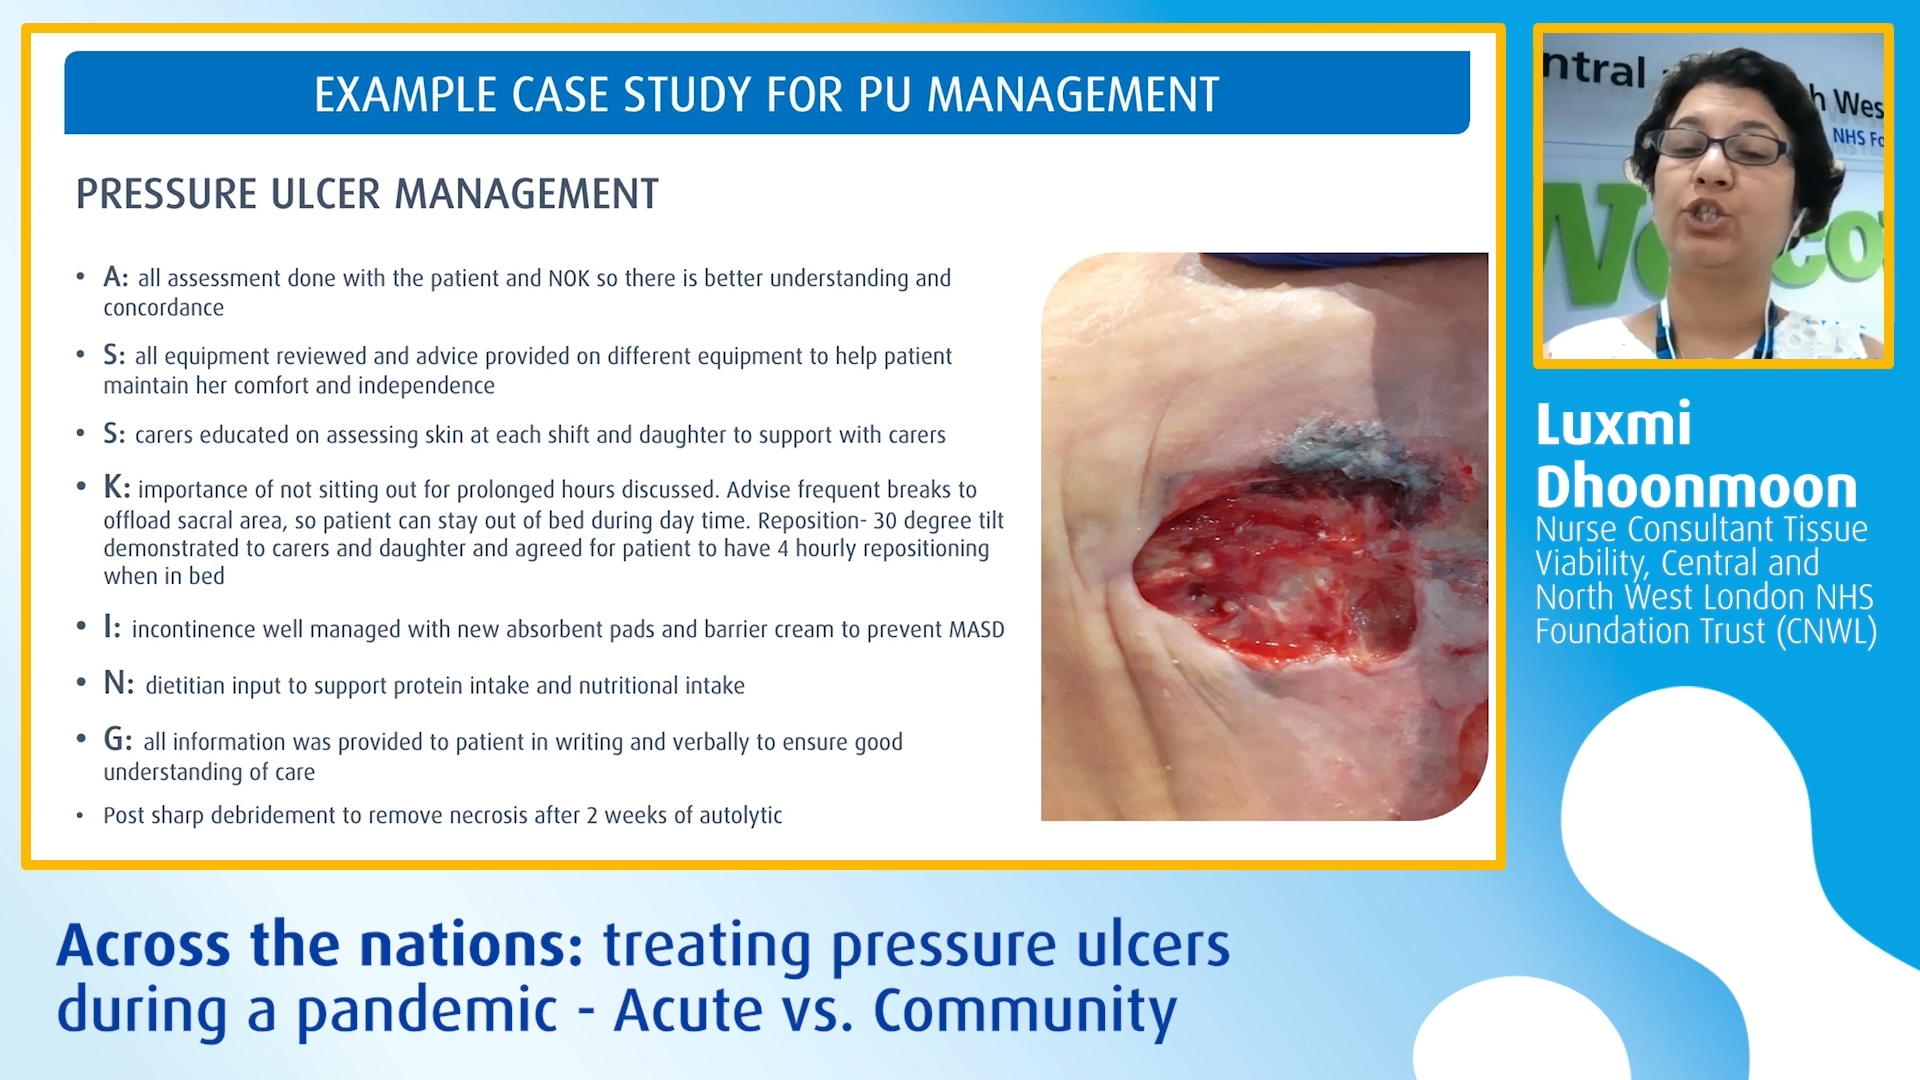 EXAMPLE CASE STUDY FOR PU MANAGEMENT
PRESSURE ULCER MANAGEMENT
• A: all assessment done with the patient and NOK so there is better understanding and
concordance
• S: all equipment reviewed and advice provided on different equipment to help patient
maintain her comfort and independence
• S: carers educated on assessing skin at each shift and daughter to support with carers
• K: importance of not sitting out for prolonged hours discussed. Advise frequent breaks to
offload sacral area, so patient can stay out of bed during day time. Reposition- 30 degree tilt
demonstrated to carers and daughter and agreed for patient to have 4 hourly repositioning
when in bed
• I: incontinence well managed with new absorbent pads and barrier cream to prevent MASD
• N: dietitian input to support protein intake and nutritional intake
• G: all information was provided to patient in writing and verbally to ensure good
understanding of care
• Post sharp debridement to remove necrosis after 2 weeks of autolytic
ntral
h Wes
NHS Fo
Luxmi
Dhoonmoon
Nurse Consultant Tissue
Viability, Central and
North West London NHS
Foundation Trust (CNWL)
Across the nations: treating pressure ulcers
during a pandemic - Acute vs. Community